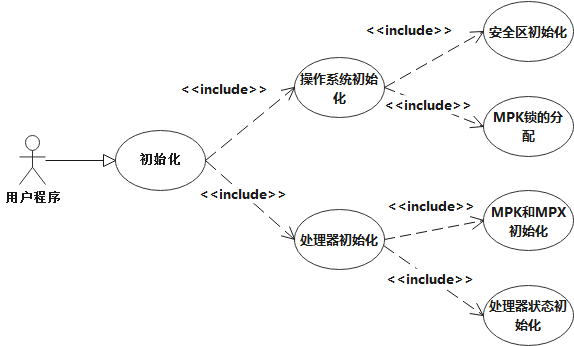 <<include>>
安全区初始化
<<include>>
操作系统初始
化
<<include>>
MPK锁的分
配
初始化
用户程序
<<include>>
处理器初始化
<<include>>
MPK和MPX
初始化
<<include>>
处理器状态初
始化